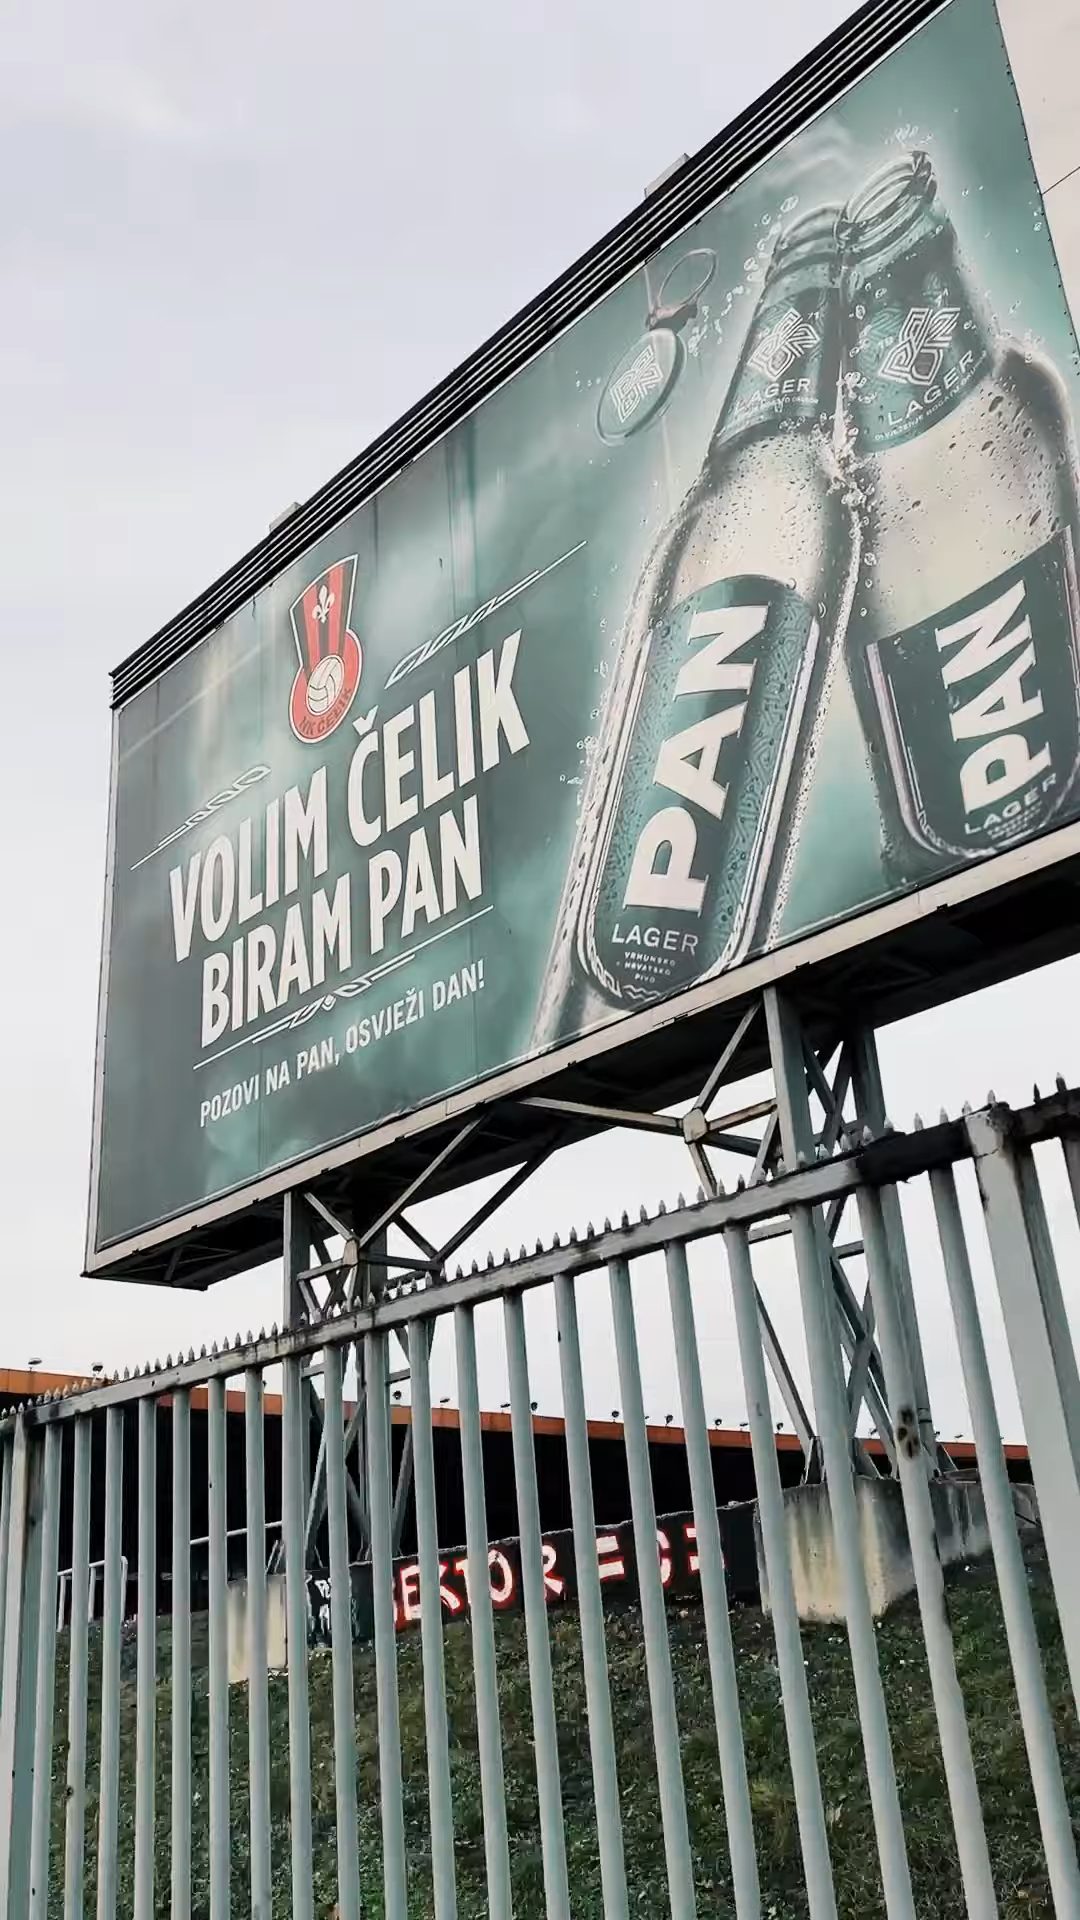 NK ČELIK
VOLIM ČELIK
BIRAM PAN
POZOVI NA PAN, OSVJEŽI DAN!
LAGER
PAN
LAGER
VRHUNSKO
HRVATSKO
PIVO
LAGER
PAN
LAGER
SEKTOR =